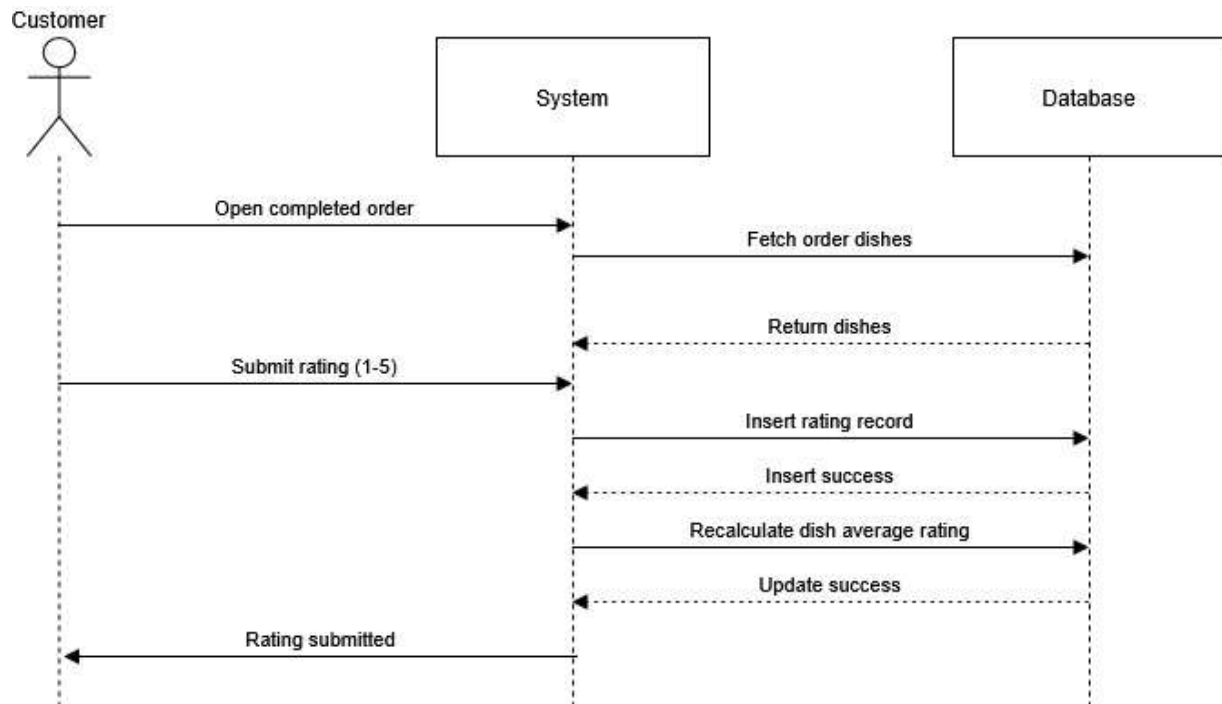 Customer
System
Database
Open completed order
Fetch order dishes
Return dishes
Submit rating (1-5)
Insert rating record
Insert success
Recalculate dish average rating
Update success
Rating submitted